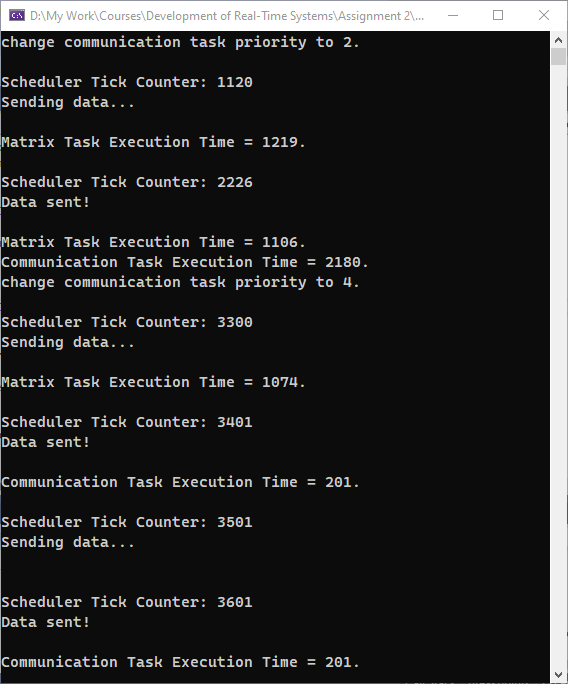 D:\My Work\Courses\Development of Real-Time Systems\Assignment 2\...
change communication task priority to 2.
Scheduler Tick Counter: 1120
Sending data...
Matrix Task Execution Time = 1219.
Scheduler Tick Counter: 2226
Data sent!
Matrix Task Execution Time = 1106.
Communication Task Execution Time = 2180.
change communication task priority to 4.
Scheduler Tick Counter: 3300
Sending data...
Matrix Task Execution Time = 1074.
Scheduler Tick Counter: 3401
Data sent!
Communication Task Execution Time = 201.
Scheduler Tick Counter: 3501
Sending data...
Scheduler Tick Counter: 3601
Data sent!
Communication Task Execution Time = 201.